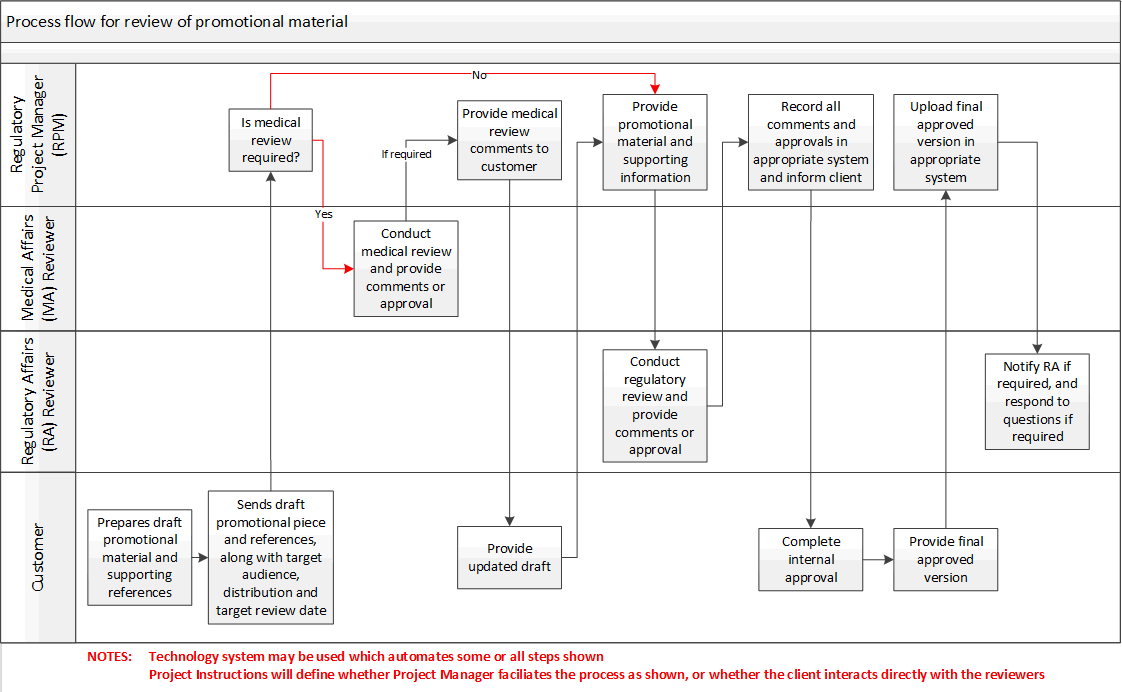 Process flow for review of promotional material
Regulatory
Project Manager
(RPM)
No
Is medical
review
required?
Provide medical
review
comments to
customer
Provide
promotional
material and
supporting
information
Record all
comments and
approvals in
appropriate system
and inform client
Upload final
approved
version in
appropriate
system
If required
Yes
Medical Affairs
(MA) Reviewer
Conduct
medical review
and provide
comments or
approval
Regulatory Affairs
(RA) Reviewer
Conduct
regulatory
review and
provide
comments or
approval
Notify RA if
required, and
respond to
questions if
required
Customer
Prepares draft
promotional
material and
supporting
references
Sends draft
promotional piece
and references,
along with target
audience,
distribution and
target review date
Provide
updated draft
Complete
internal
approval
Provide final
approved
version
NOTES: Technology system may be used which automates some or all steps shown
Project Instructions will define whether Project Manager faciliates the process as shown, or whether the client interacts directly with the reviewers